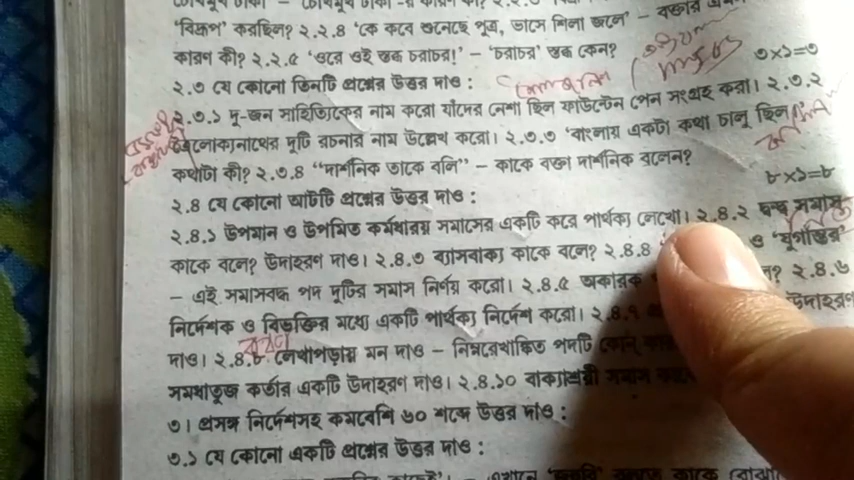 'বিদ্রূপ' করছিল? ২.২.৪ 'কে কবে শুনেছে পুত্র, ভাসে শিলা জলে' – বক্তার
কারণ কী? ২.২.৫ 'ওরে ওই স্তব্ধ চরাচর!' – 'চরাচর' স্তব্ধ কেন?
২.৩ যে কোনো তিনটি প্রশ্নের উত্তর দাও : ৩×১=৩
২.৩.১ দু-জন সাহিত্যিকের নাম করো যাঁদের নেশা ছিল ফাউন্টেন পেন সংগ্রহ করা। ২.৩.২
ত্রৈলোক্যনাথের দুটি রচনার নাম উল্লেখ করো। ২.৩.৩ 'বাংলায় একটা কথা চালু ছিল,'
কথাটা কী? ২.৩.৪ "দার্শনিক তাকে বলি" – কাকে বক্তা দার্শনিক বলেন?
২.৪ যে কোনো আটটি প্রশ্নের উত্তর দাও : ৮×১=৮
২.৪.১ উপমান ও উপমিত কর্মধারয় সমাসের একটি করে পার্থক্য লেখো। ২.৪.২ দ্বন্দ্ব সমাস
কাকে বলে? উদাহরণ দাও। ২.৪.৩ ব্যাসবাক্য কাকে বলে? ২.৪.৪ ও 'যুগান্তর'
– এই সমাসবদ্ধ পদ দুটির সমাস নির্ণয় করো। ২.৪.৫ অকারক ২.৪.৬
নির্দেশক ও বিভক্তির মধ্যে একটি পার্থক্য নির্দেশ করো। ২.৪.৭ উদাহরণ
দাও। ২.৪.৮ লেখাপড়ায় মন দাও – নিম্নরেখাঙ্কিত পদটি কোন্
সমধাতুজ কর্তার একটি উদাহরণ দাও। ২.৪.১০ বাক্যাশ্রয়ী সমাস
৩। প্রসঙ্গ নির্দেশসহ কমবেশি ৬০ শব্দে উত্তর দাও :
৩.১ যে কোনো একটি প্রশ্নের উত্তর দাও :